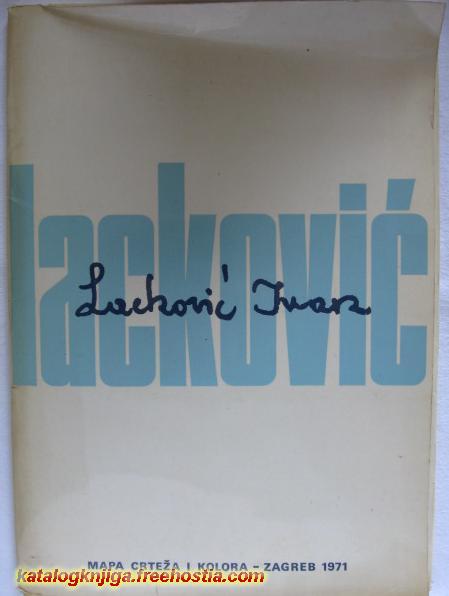 lacković
Lacković Ivan
MAPA CRTEŽA I KOLORA – ZAGREB 1971
katalogknjiga.freehostia.com